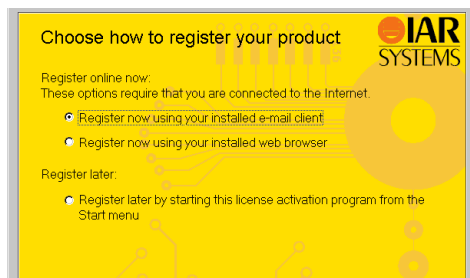 Choose how to register your product
IAR
SYSTEMS
Register online now:
These options require that you are connected to the Internet.
Register now using your installed e-mail client
Register now using your installed web browser
Register later:
Register later by starting this license activation program from the
Start menu